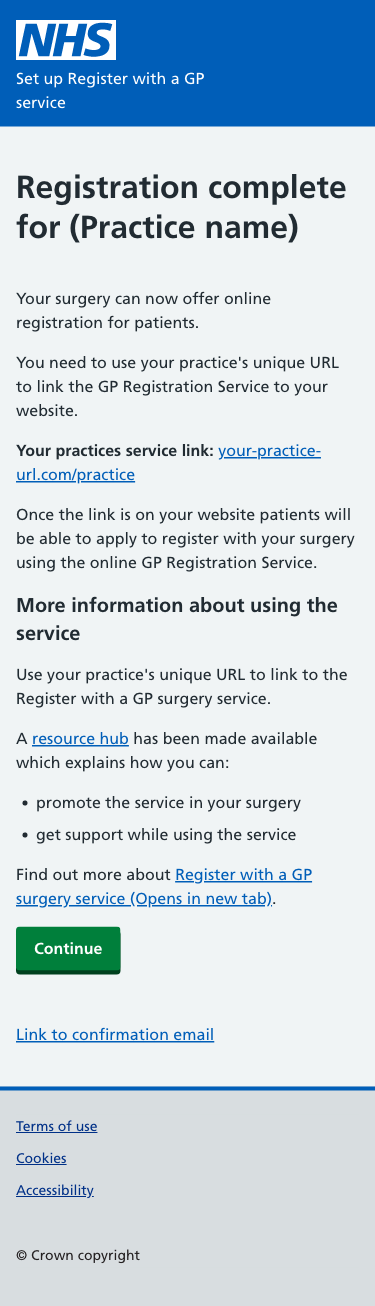 NHS
Set up Register with a GP
service
Registration complete
for (Practice name)
Your surgery can now offer online
registration for patients.
You need to use your practice's unique URL
to link the GP Registration Service to your
website.
Your practices service link: your-practice-
url.com/practice
Once the link is on your website patients will
be able to apply to register with your surgery
using the online GP Registration Service.
More information about using the
service
Use your practice's unique URL to link to the
Register with a GP surgery service.
A resource hub has been made available
which explains how you can:
• promote the service in your surgery
• get support while using the service
Find out more about Register with a GP
surgery service (Opens in new tab).
Continue
Link to confirmation email
Terms of use
Cookies
Accessibility
© Crown copyright